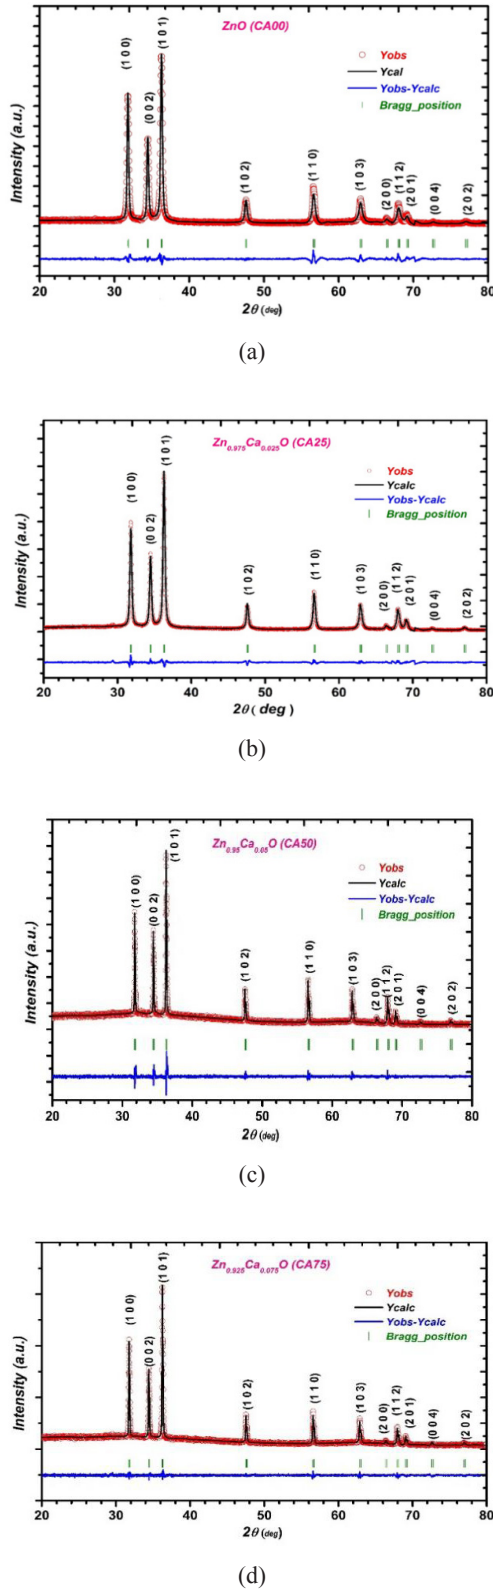 ZnO (CA00)
(1 0 0)
(0 0 2)
(1 0 1)
(1 0 2)
(1 1 0)
(1 0 3)
(2 0 0)
(1 1 2)
(2 0 1)
(0 0 4)
(2 0 2)
Yobs
Ycal
Yobs-Ycalc
Bragg_position
Intensity (a.u.)
20 30 40 50 60 70 80
2θ (deg)
(a)
Zn0.975Ca0.025O (CA25)
(1 0 0)
(0 0 2)
(1 0 1)
(1 0 2)
(1 1 0)
(1 0 3)
(2 0 0)
(1 1 2)
(2 0 1)
(0 0 4)
(2 0 2)
Yobs
Ycalc
Yobs-Ycalc
Bragg_position
Intensity (a.u.)
20 30 40 50 60 70 80
2θ ( deg )
(b)
Zn0.95Ca0.05O (CA50)
(1 0 0)
(0 0 2)
(1 0 1)
(1 0 2)
(1 1 0)
(1 0 3)
(2 0 0)
(1 1 2)
(2 0 1)
(0 0 4)
(2 0 2)
Yobs
Ycalc
Yobs-Ycalc
Bragg_position
Intensity (a.u.)
20 30 40 50 60 70 80
2θ (deg)
(c)
Zn0.925Ca0.075O (CA75)
(1 0 0)
(0 0 2)
(1 0 1)
(1 0 2)
(1 1 0)
(1 0 3)
(2 0 0)
(1 1 2)
(2 0 1)
(0 0 4)
(2 0 2)
Yobs
Ycalc
Yobs-Ycalc
Bragg_position
Intensity (a.u.)
20 30 40 50 60 70 80
2θ (deg)
(d)